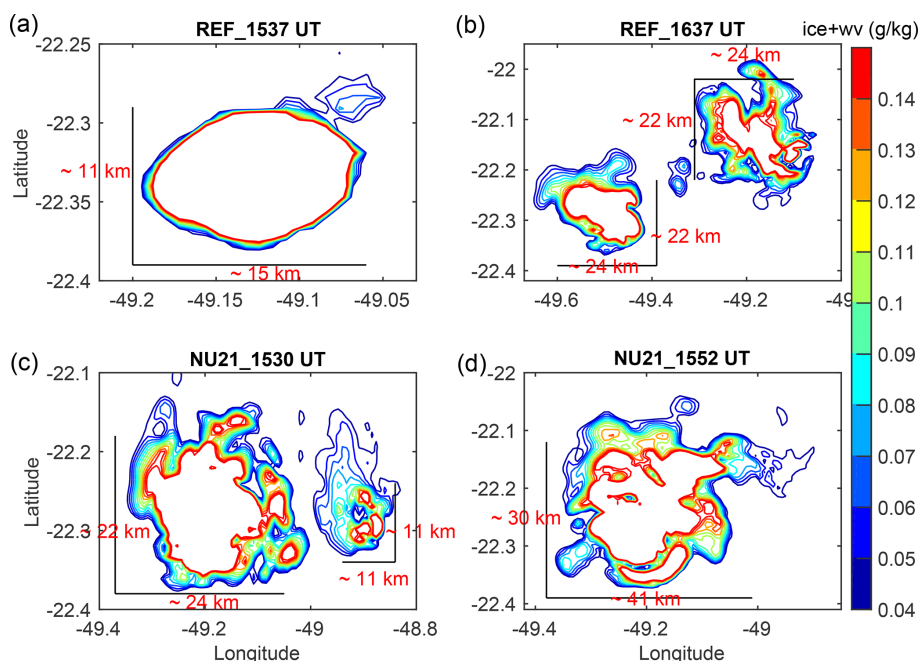 (a) REF_1537 UT
-22.25
-22.3
-22.35
-22.4
Latitude
~ 11 km
~ 15 km
-49.2 -49.15 -49.1 -49.05
(b) REF_1637 UT
-22
-22.1
-22.2
-22.3
-22.4
~ 24 km
~ 22 km
~ 22 km
~ 24 km
-49.6 -49.4 -49.2 -49
ice+wv (g/kg)
0.14
0.13
0.12
0.11
0.1
0.09
0.08
0.07
0.06
0.05
0.04
(c) NU21_1530 UT
-22.1
-22.2
-22.3
-22.4
Latitude
22 km
~ 24 km
~ 11 km
~ 11 km
-49.4 -49.2 -49 -48.8
Longitude
(d) NU21_1552 UT
-22
-22.1
-22.2
-22.3
-22.4
~ 30 km
~ 41 km
-49.4 -49.2 -49
Longitude